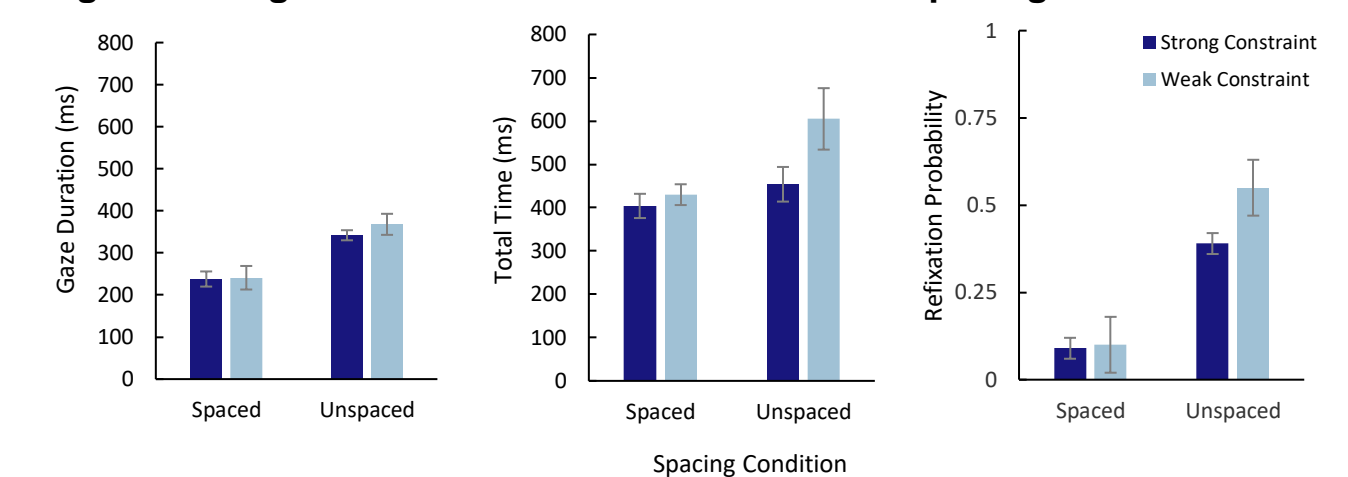 800
700
600
500
400
300
200
100
0
Gaze Duration (ms)
Spaced Unspaced
800
700
600
500
400
300
200
100
0
Total Time (ms)
Spaced Unspaced
Spacing Condition
1
0.75
0.5
0.25
0
Refixation Probability
Strong Constraint
Weak Constraint
Spaced Unspaced